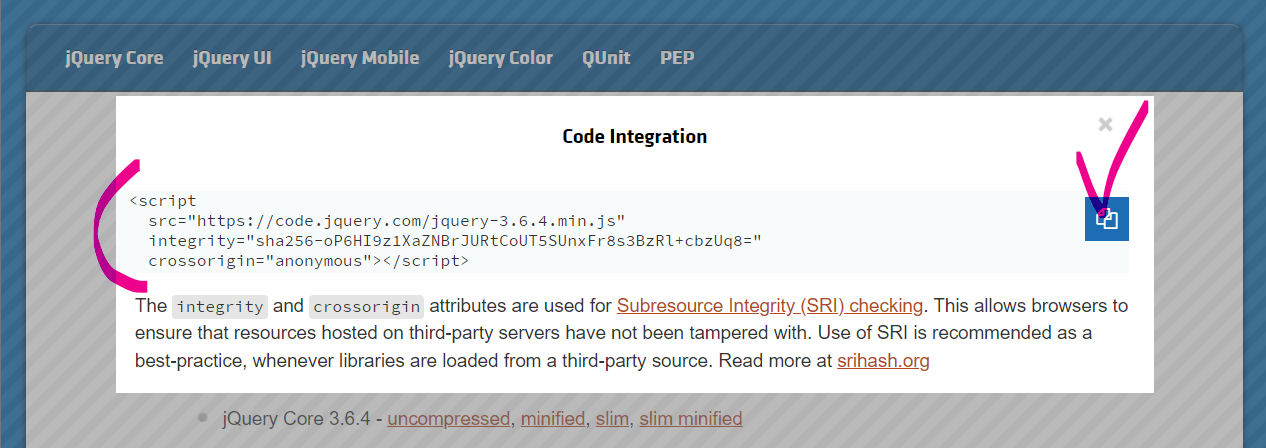 jQuery Core jQuery UI jQuery Mobile jQuery Color QUnit PEP
Code Integration
<script
src="https://code.jquery.com/jquery-3.6.4.min.js"
integrity="sha256-oP6HI9z1XaZNBrJURtCoUT5SUnxFr8s3BzRl+cbzUq8="
crossorigin="anonymous"></script>
The integrity and crossorigin attributes are used for Subresource Integrity (SRI) checking. This allows browsers to
ensure that resources hosted on third-party servers have not been tampered with. Use of SRI is recommended as a
best-practice, whenever libraries are loaded from a third-party source. Read more at srihash.org
jQuery Core 3.6.4 - uncompressed, minified, slim, slim minified